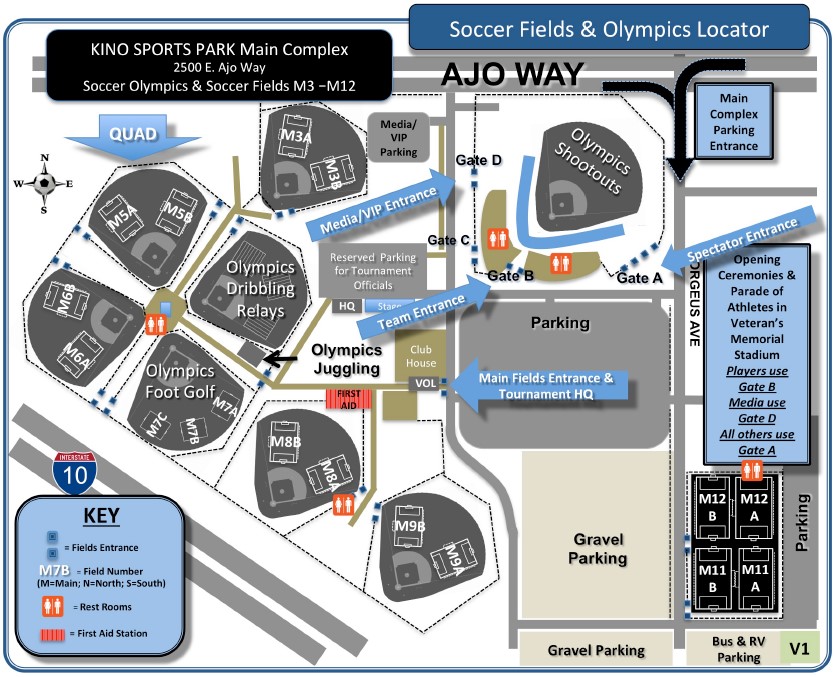 Soccer Fields & Olympics Locator
KINO SPORTS PARK Main Complex
2500 E. Ajo Way
Soccer Olympics & Soccer Fields M3 –M12
AJO WAY
Main
Complex
Parking
Entrance
QUAD
N
W
E
S
M3A
M3B
Media/
VIP
Parking
Gate D
Olympics
Shootouts
M5A
M5B
Media/VIP Entrance
Spectator Entrance
Gate C
Reserved Parking
for Tournament
Officials
Olympics
Dribbling
Relays
Gate B
Gate A
HQ
Stage
Team Entrance
M6B
M6A
Parking
ORGEUS AVE
Opening
Ceremonies &
Parade of
Athletes in
Veteran's
Memorial
Stadium
Players use
Gate B
Media use
Gate D
All others use
Gate A
Olympics
Juggling
Club
House
VOL
Main Fields Entrance &
Tournament HQ
Olympics
Foot Golf
M7A
M7B
M7C
FIRST
AID
M8B
M8A
INTERSTATE
10
M9B
M9A
M12
B
M12
A
M11
B
M11
A
Parking
Gravel
Parking
KEY
= Fields Entrance
M7B = Field Number
(M=Main; N=North; S=South)
= Rest Rooms
= First Aid Station
Gravel Parking
Bus & RV
Parking
V1